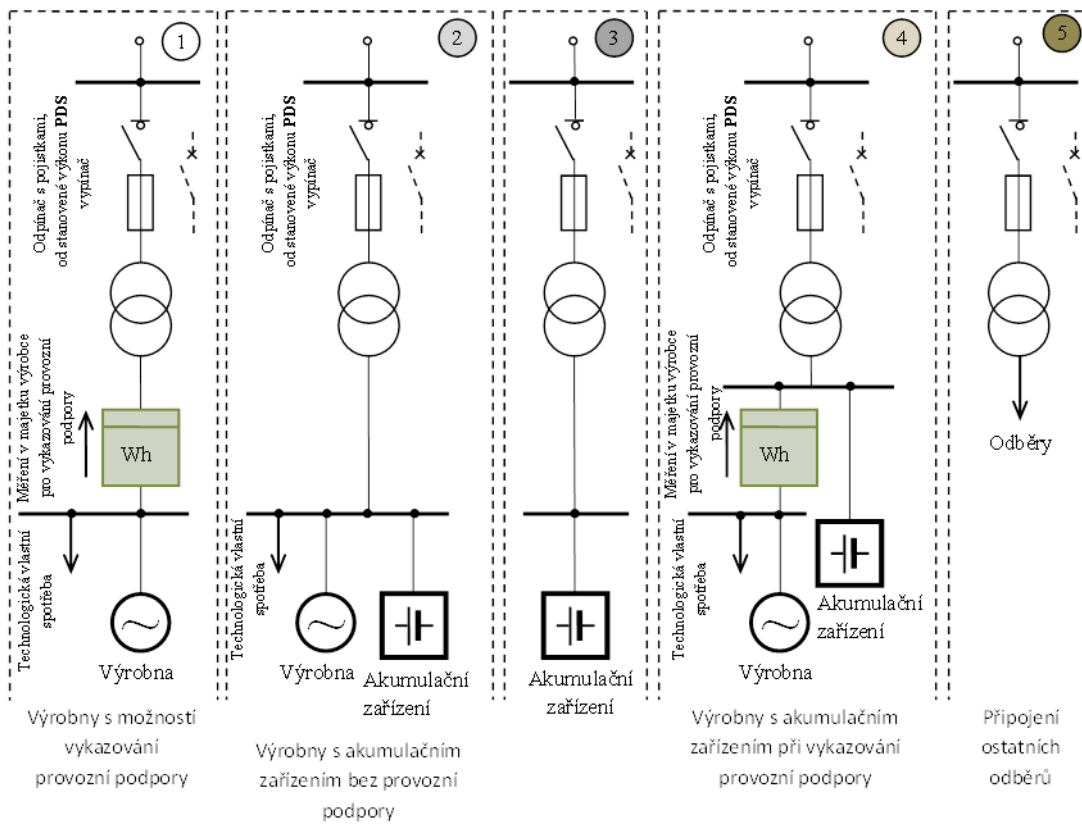 1
Odpínač s pojistkami,
od stanovené výkonu PDS
vypínač
Měření v majetku výrobce
pro vykazování provozní
podpory
Wh
Technologická vlastní
spotřeba
Výrobna
Výrobny s možností
vykazování
provozní podpory
2
Odpínač s pojistkami,
od stanovené výkonu PDS
vypínač
Technologická vlastní
spotřeba
Výrobna
Akumulační
zařízení
Výrobny s akumulačním
zařízením bez provozní
podpory
3
Akumulační
zařízení
4
Odpínač s pojistkami,
od stanovené výkonu PDS
vypínač
Měření v majetku výrobce
pro vykazování provozní
podpory
Wh
Technologická vlastní
spotřeba
Výrobna
Akumulační
zařízení
Výrobny s akumulačním
zařízením při vykazování
provozní podpory
5
Odběry
Připojení
ostatních
odběrů